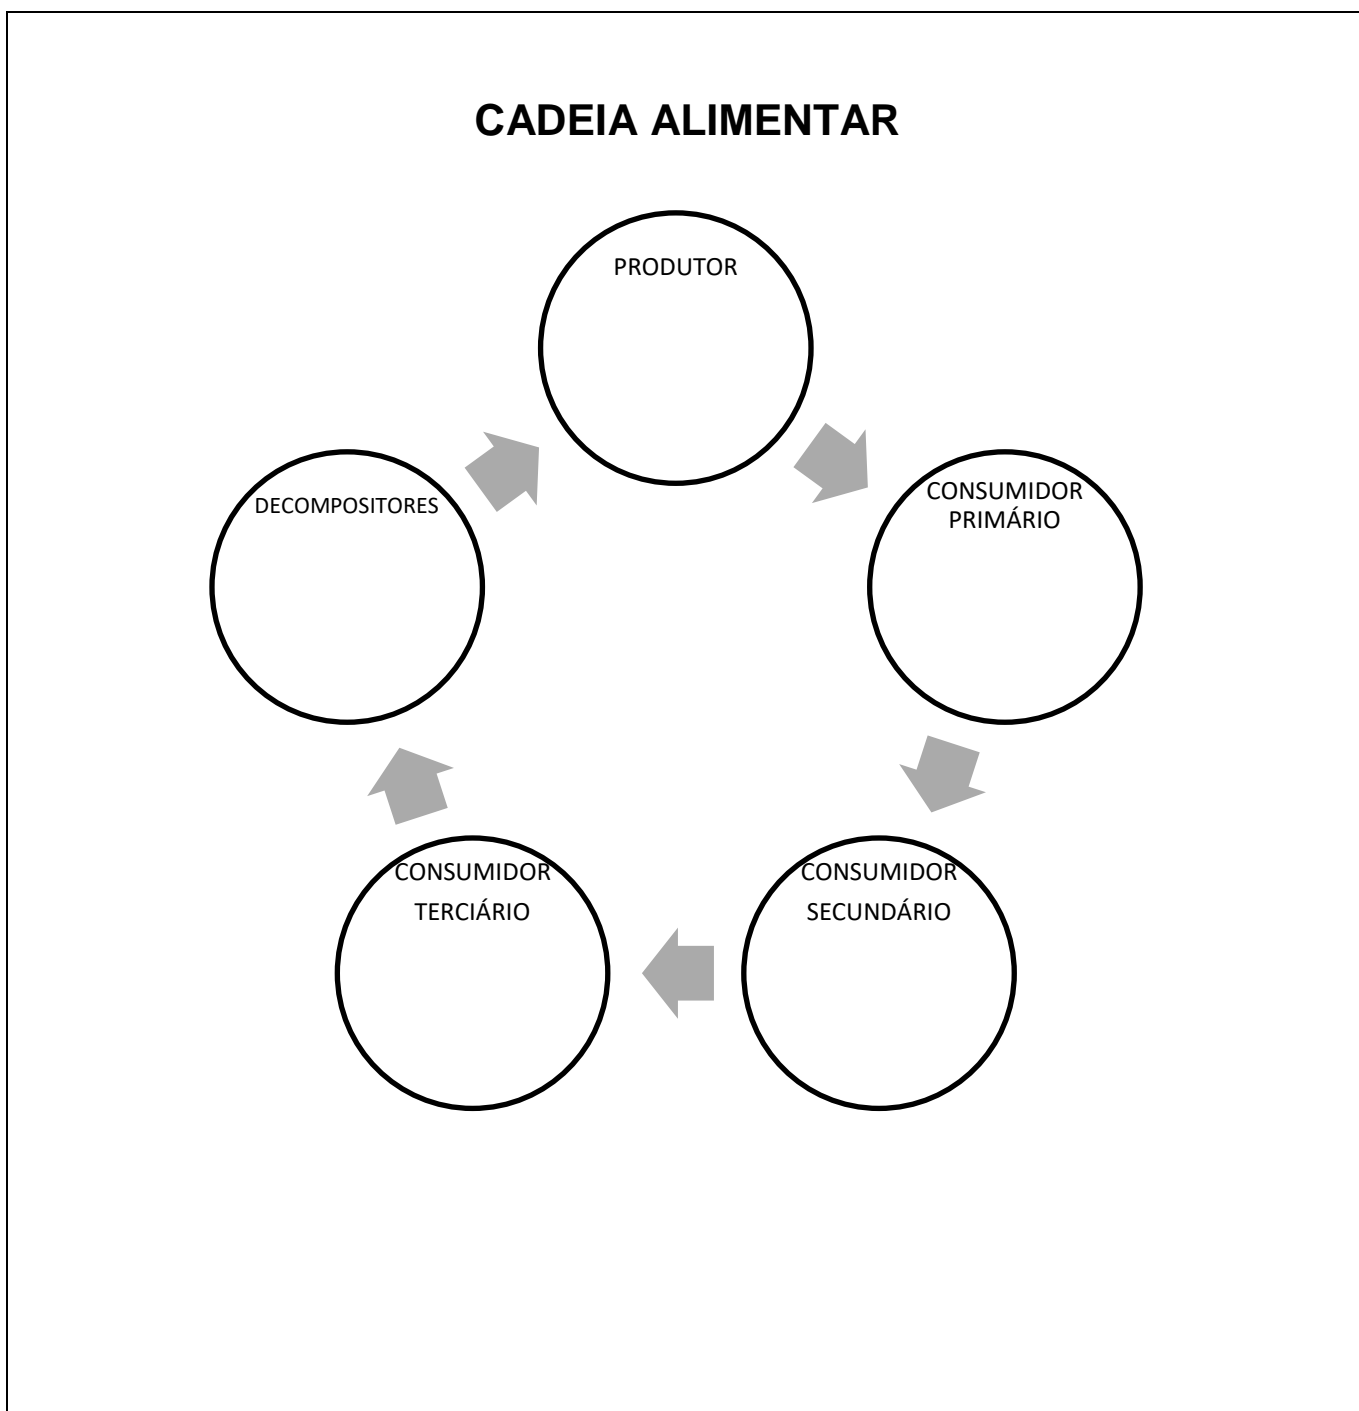 CADEIA ALIMENTAR
PRODUTOR
CONSUMIDOR
PRIMÁRIO
CONSUMIDOR
SECUNDÁRIO
CONSUMIDOR
TERCIÁRIO
DECOMPOSITORES